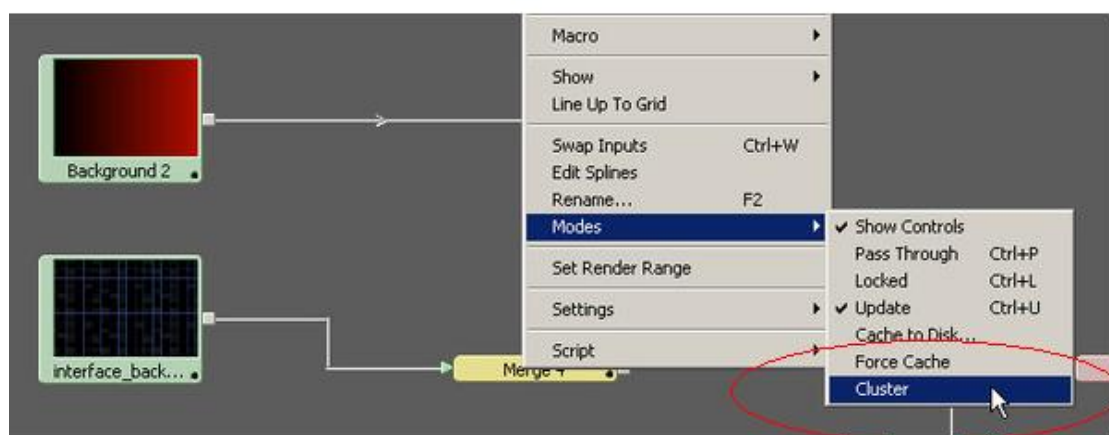 Background 2
interface_back...
Merge 4
Macro
Show
Line Up To Grid
Swap Inputs Ctrl+W
Edit Splines
Rename... F2
Modes
Set Render Range
Settings
Script
Show Controls
Pass Through Ctrl+P
Locked Ctrl+L
Update Ctrl+U
Cache to Disk...
Force Cache
Cluster